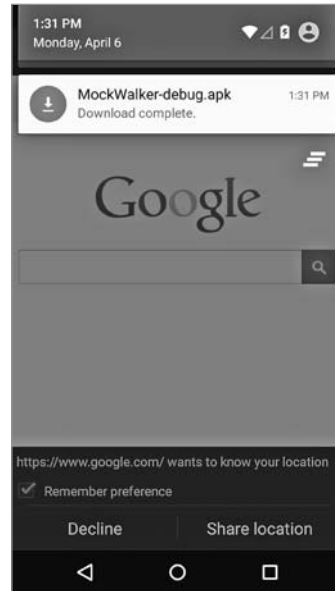 1:31 PM
Monday, April 6
MockWalker-debug.apk 1:31 PM
Download complete.
Google
https://www.google.com/ wants to know your location
Remember preference
Decline Share location